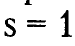 s = 1